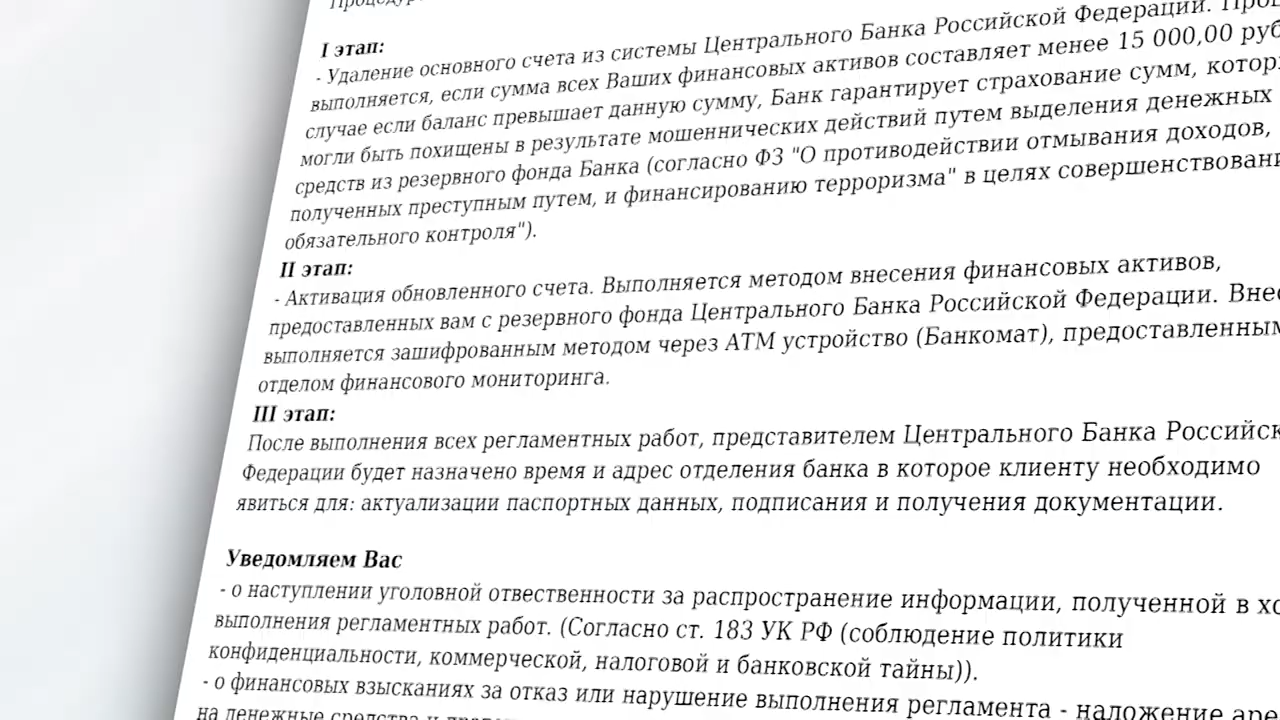 I этап:
- Удаление основного счета из системы Центрального Банка Российской Федерации.
выполняется, если сумма всех Ваших финансовых активов составляет менее 15 000,00
случае если баланс превышает данную сумму, Банк гарантирует страхование сумм,
могли быть похищены в результате мошеннических действий путем выделения денежных
средств из резервного фонда Банка (согласно ФЗ "О противодействии отмывания доходов,
полученных преступным путем, и финансированию терроризма" в целях
обязательного контроля").
II этап:
- Активация обновленного счета. Выполняется методом внесения финансовых активов,
предоставленных вам с резервного фонда Центрального Банка Российской Федерации.
выполняется зашифрованным методом через АТМ устройство (Банкомат),
отделом финансового мониторинга.
III этап:
После выполнения всех регламентных работ, представителем Центрального Банка
Федерации будет назначено время и адрес отделения банка в которое клиенту необходимо
явиться для: актуализации паспортных данных, подписания и получения документации.
Уведомляем Вас
- о наступлении уголовной отвественности за распространение информации, полученной в
выполнения регламентных работ. (Согласно ст. 183 УК РФ (соблюдение политики
конфиденциальности, коммерческой, налоговой и банковской тайны)).
- о финансовых взысканиях за отказ или нарушение выполнения регламента - наложение
на денежные средства и